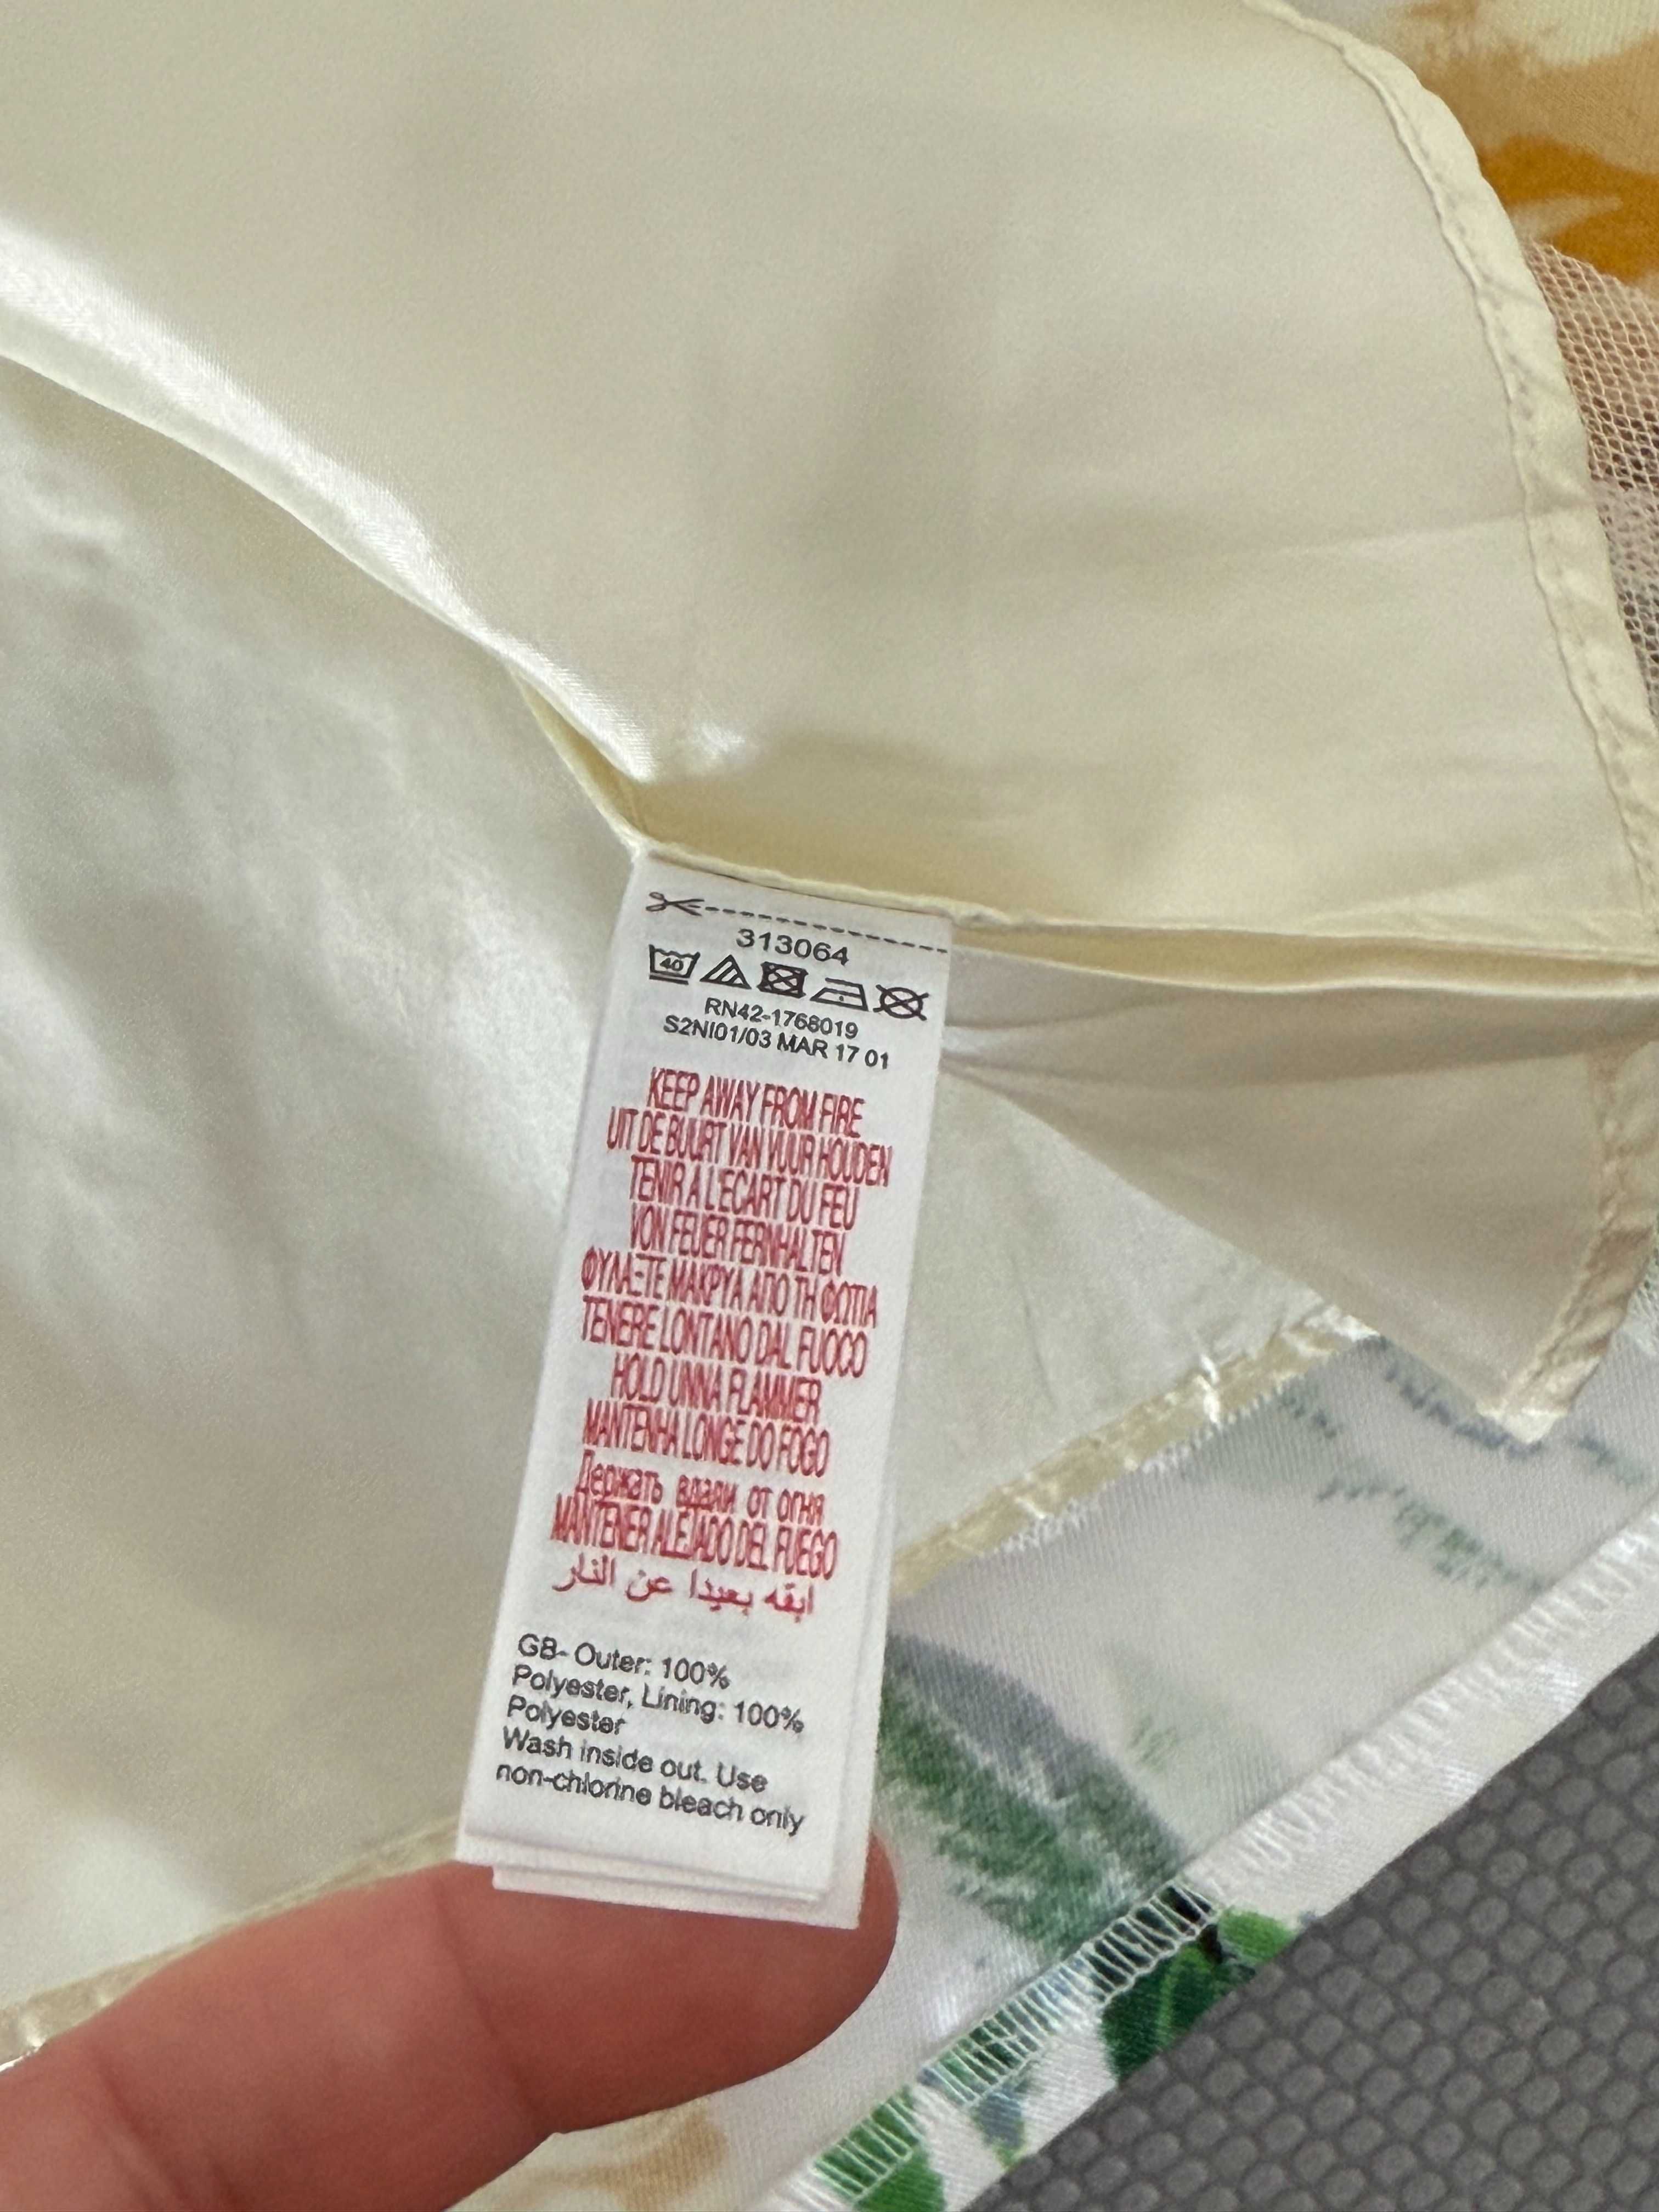 313064
40
RN42-1768019
S2NI01/03 MAR 17 01
KEEP AWAY FROM FIRE
UIT DE BUURT VAN VUUR HOUDEN
TENIR A L'ECART DU FEU
VON FEUER FERNHALTEN
ΦΥΛΑΞΤΕ ΜΑΚΡΥΑ ΑΠΟ ΤΗ ΦΩΤΙΑ
TENERE LONTANO DAL FUOCO
HOLD UNNA FLAMMER
MANTENHA LONGE DO FOGO
Держать вдали от огня
MANTENER ALEJADO DEL FUEGO
ابقه بعيدا عن النار
GB- Outer: 100%
Polyester, Lining: 100%
Polyester
Wash inside out. Use
non-chlorine bleach only